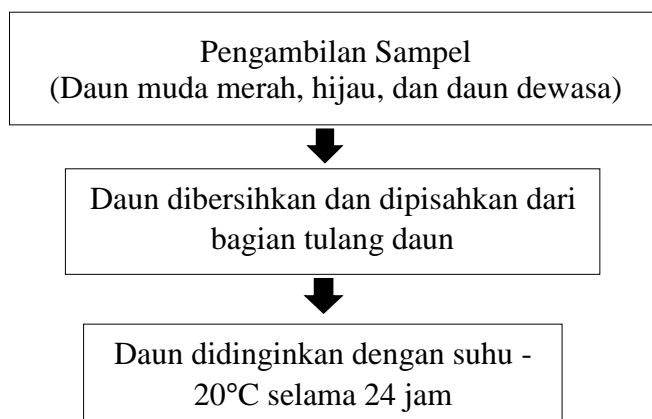 Pengambilan Sampel
(Daun muda merah, hijau, dan daun dewasa)
Daun dibersihkan dan dipisahkan dari
bagian tulang daun
Daun didinginkan dengan suhu -
20°C selama 24 jam